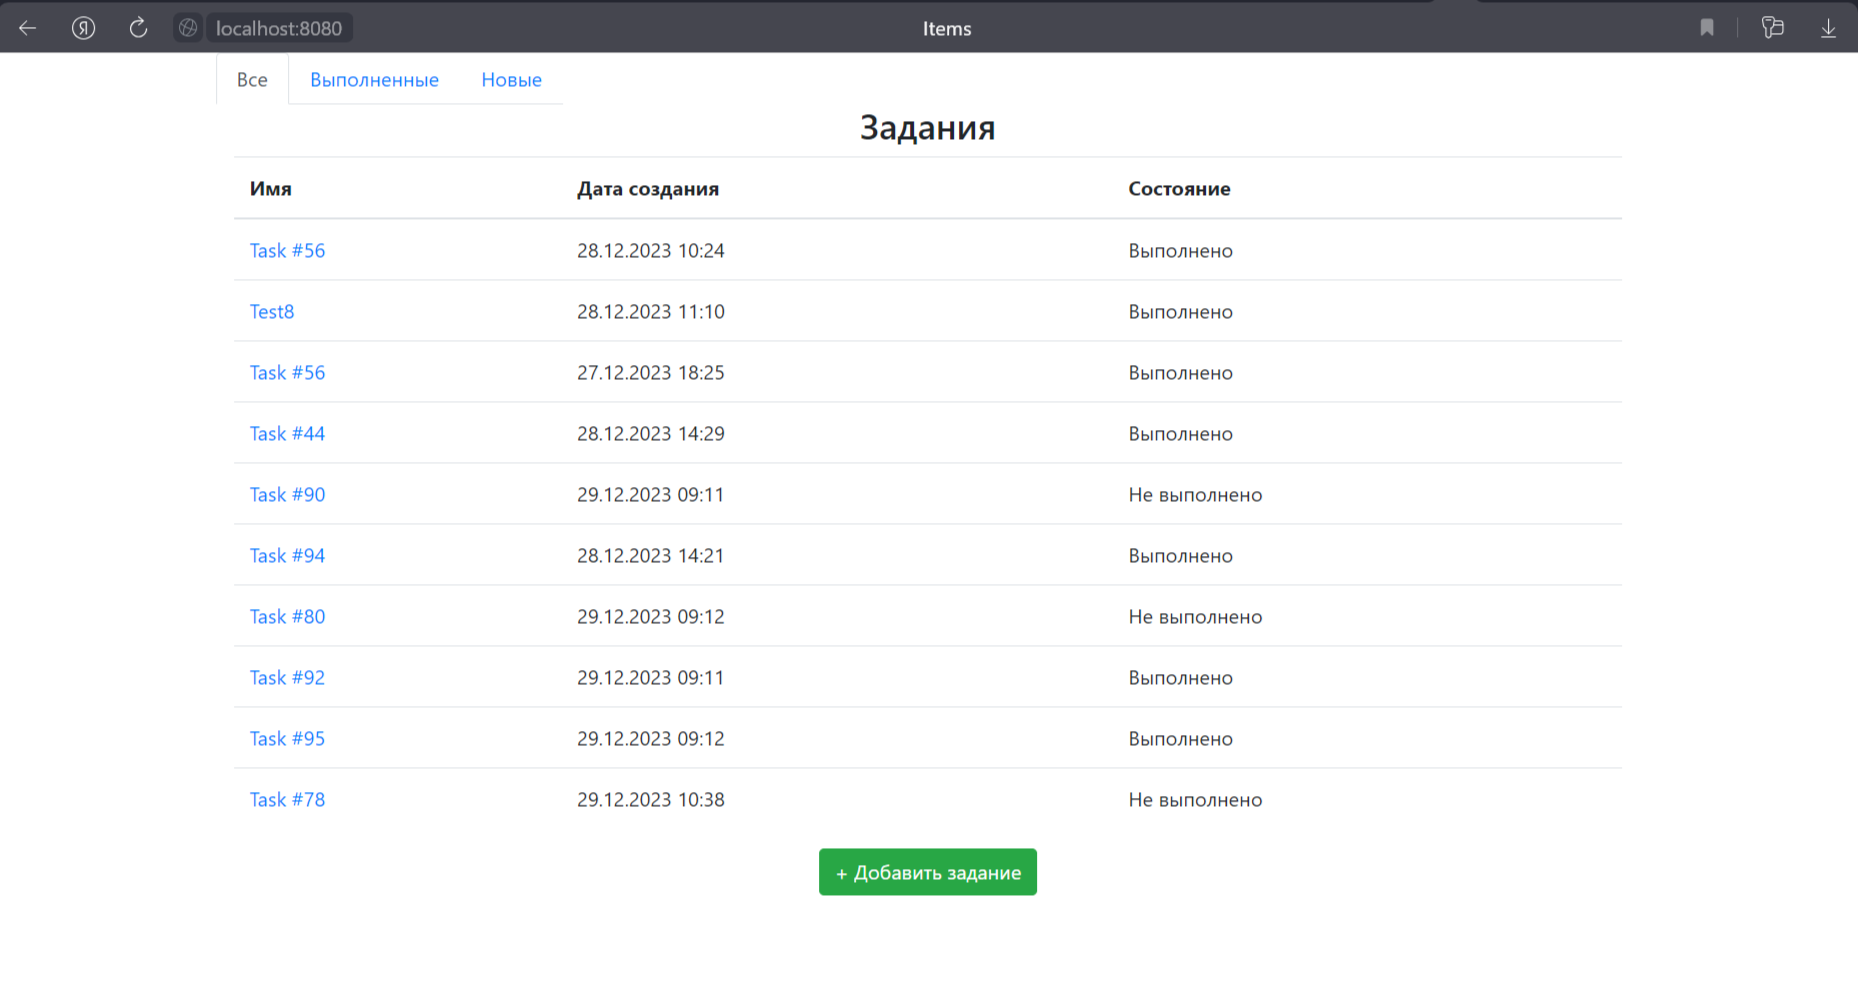 localhost:8080 Items
Все Выполненные Новые
Задания
Имя Дата создания Состояние
Task #56 28.12.2023 10:24 Выполнено
Test8 28.12.2023 11:10 Выполнено
Task #56 27.12.2023 18:25 Выполнено
Task #44 28.12.2023 14:29 Выполнено
Task #90 29.12.2023 09:11 Не выполнено
Task #94 28.12.2023 14:21 Выполнено
Task #80 29.12.2023 09:12 Не выполнено
Task #92 29.12.2023 09:11 Выполнено
Task #95 29.12.2023 09:12 Выполнено
Task #78 29.12.2023 10:38 Не выполнено
+ Добавить задание